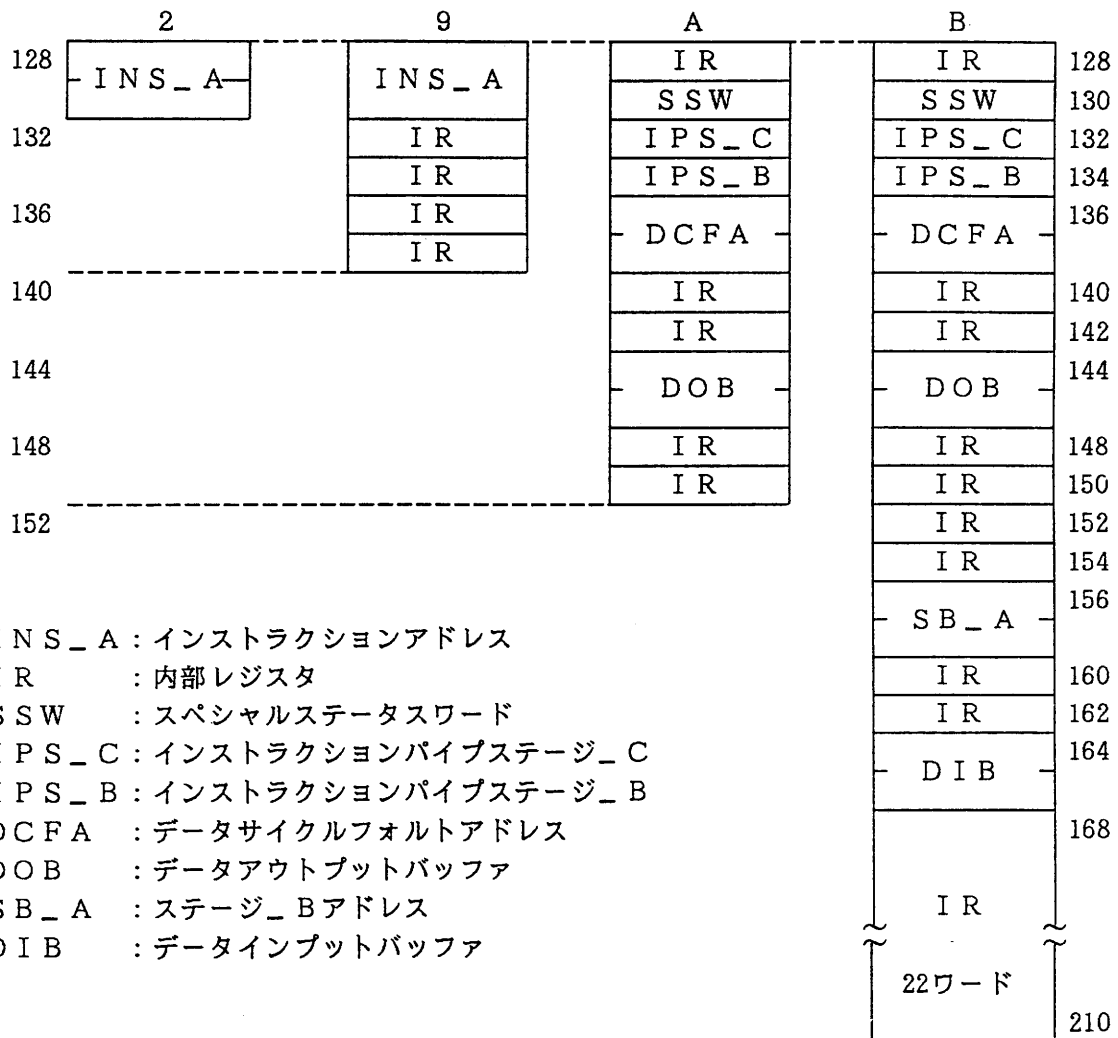 2 9 A B
128 INS_A INS_A IR IR 128
SSW SSW 130
132 IR IPS_C IPS_C 132
IR IPS_B IPS_B 134
136 IR DCFA DCFA 136
IR
140 IR IR 140
IR IR 142
144 DOB DOB 144
148 IR IR 148
IR IR 150
152 IR 152
IR 154
SB_A 156
IR 160
IR 162
DIB 164
168
IR
22ワード
210
NS_A：インストラクションアドレス
R：内部レジスタ
SSW：スペシャルステータスワード
PS_C：インストラクションパイプステージ_C
PS_B：インストラクションパイプステージ_B
DCFA：データサイクルフォルトアドレス
DOB：データアウトプットバッファ
SB_A：ステージ_Bアドレス
DIB：データインプットバッファ